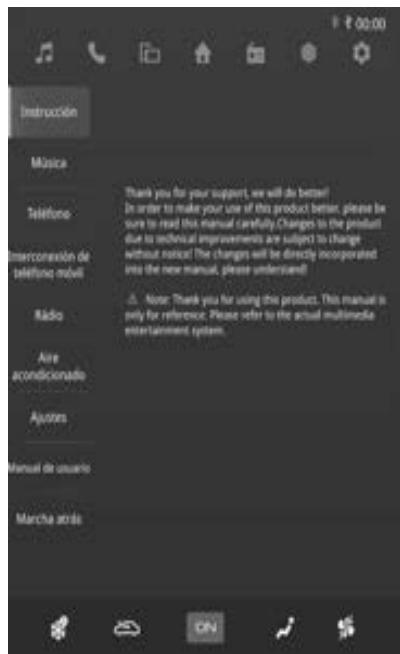 00:00
Instrucción
Música
Teléfono
Interconexión de
teléfono móvil
Rádio
Aire
acondicionado
Ajustes
Manual de usuario
Marcha atrás
Thank you for your support, we will do better!
In order to make your use of this product better, please be
sure to read this manual carefully.Changes to the product
due to technical improvements are subject to change
without notice! The changes will be directly incorporated
into the new manual, please understand!
⚠ Note: Thank you for using this product. This manual is
only for reference. Please refer to the actual multimedia
entertainment system.
ON